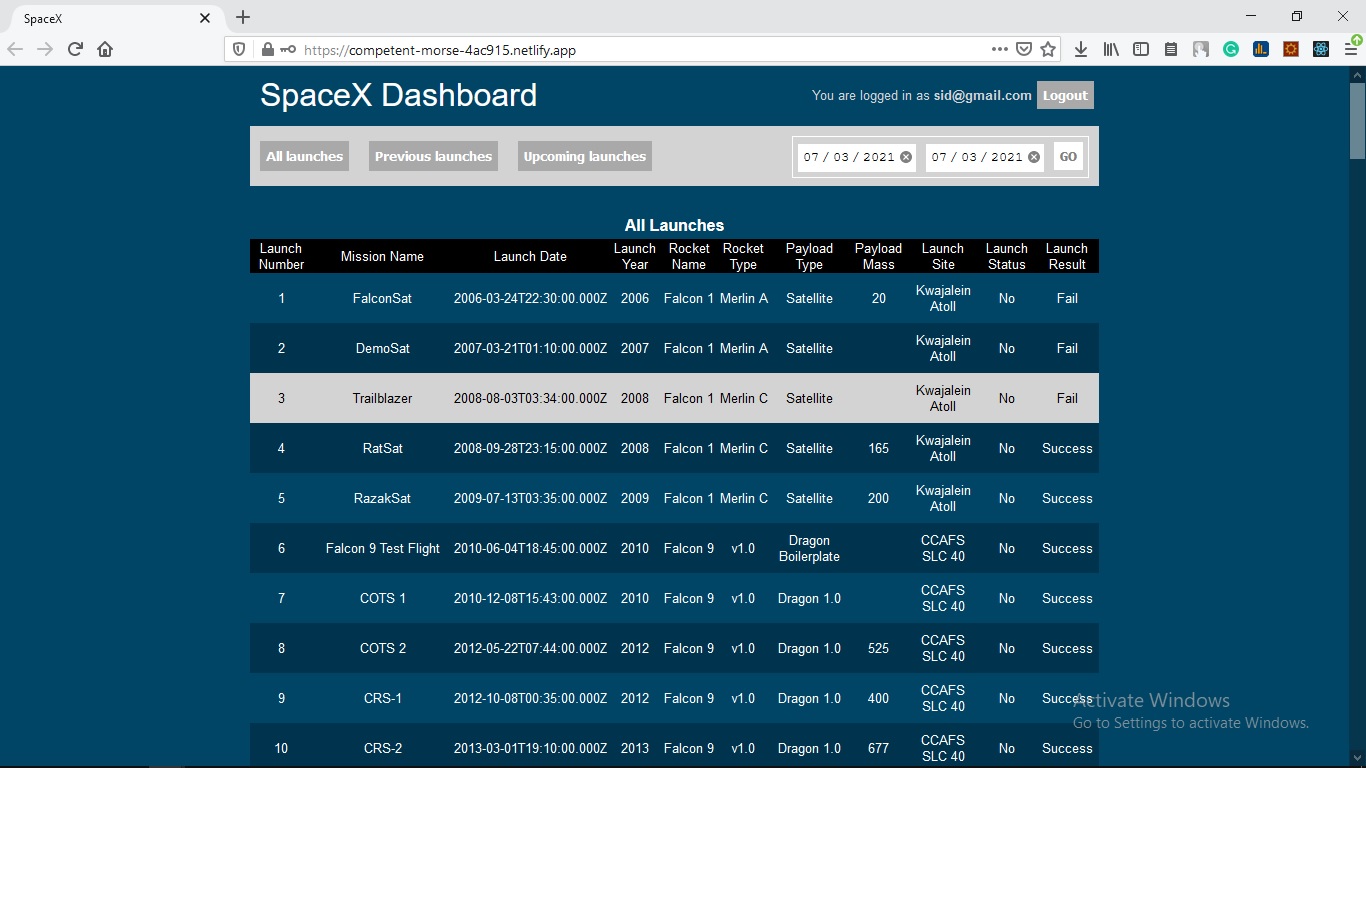 SpaceX
https://competent-morse-4ac915.netlify.app
SpaceX Dashboard
You are logged in as sid@gmail.com Logout
All launches Previous launches Upcoming launches 07 / 03 / 2021 07 / 03 / 2021 GO
All Launches
Launch Number Mission Name Launch Date Launch Year Rocket Name Rocket Type Payload Type Payload Mass Launch Site Launch Status Launch Result
1 FalconSat 2006-03-24T22:30:00.000Z 2006 Falcon 1 Merlin A Satellite 20 Kwajalein Atoll No Fail
2 DemoSat 2007-03-21T01:10:00.000Z 2007 Falcon 1 Merlin A Satellite Kwajalein Atoll No Fail
3 Trailblazer 2008-08-03T03:34:00.000Z 2008 Falcon 1 Merlin C Satellite Kwajalein Atoll No Fail
4 RatSat 2008-09-28T23:15:00.000Z 2008 Falcon 1 Merlin C Satellite 165 Kwajalein Atoll No Success
5 RazakSat 2009-07-13T03:35:00.000Z 2009 Falcon 1 Merlin C Satellite 200 Kwajalein Atoll No Success
6 Falcon 9 Test Flight 2010-06-04T18:45:00.000Z 2010 Falcon 9 v1.0 Dragon Boilerplate CCAFS SLC 40 No Success
7 COTS 1 2010-12-08T15:43:00.000Z 2010 Falcon 9 v1.0 Dragon 1.0 CCAFS SLC 40 No Success
8 COTS 2 2012-05-22T07:44:00.000Z 2012 Falcon 9 v1.0 Dragon 1.0 525 CCAFS SLC 40 No Success
9 CRS-1 2012-10-08T00:35:00.000Z 2012 Falcon 9 v1.0 Dragon 1.0 400 CCAFS SLC 40 No Success
10 CRS-2 2013-03-01T19:10:00.000Z 2013 Falcon 9 v1.0 Dragon 1.0 677 CCAFS SLC 40 No Success
Activate Windows
Go to Settings to activate Windows.